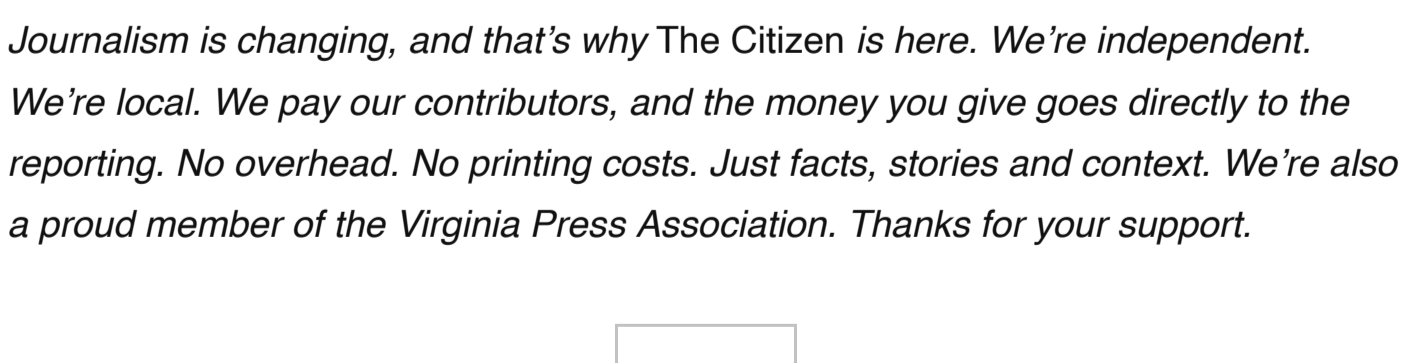 Journalism is changing, and that’s why The Citizen is here. We’re independent.
We’re local. We pay our contributors, and the money you give goes directly to the
reporting. No overhead. No printing costs. Just facts, stories and context. We’re also
a proud member of the Virginia Press Association. Thanks for your support.